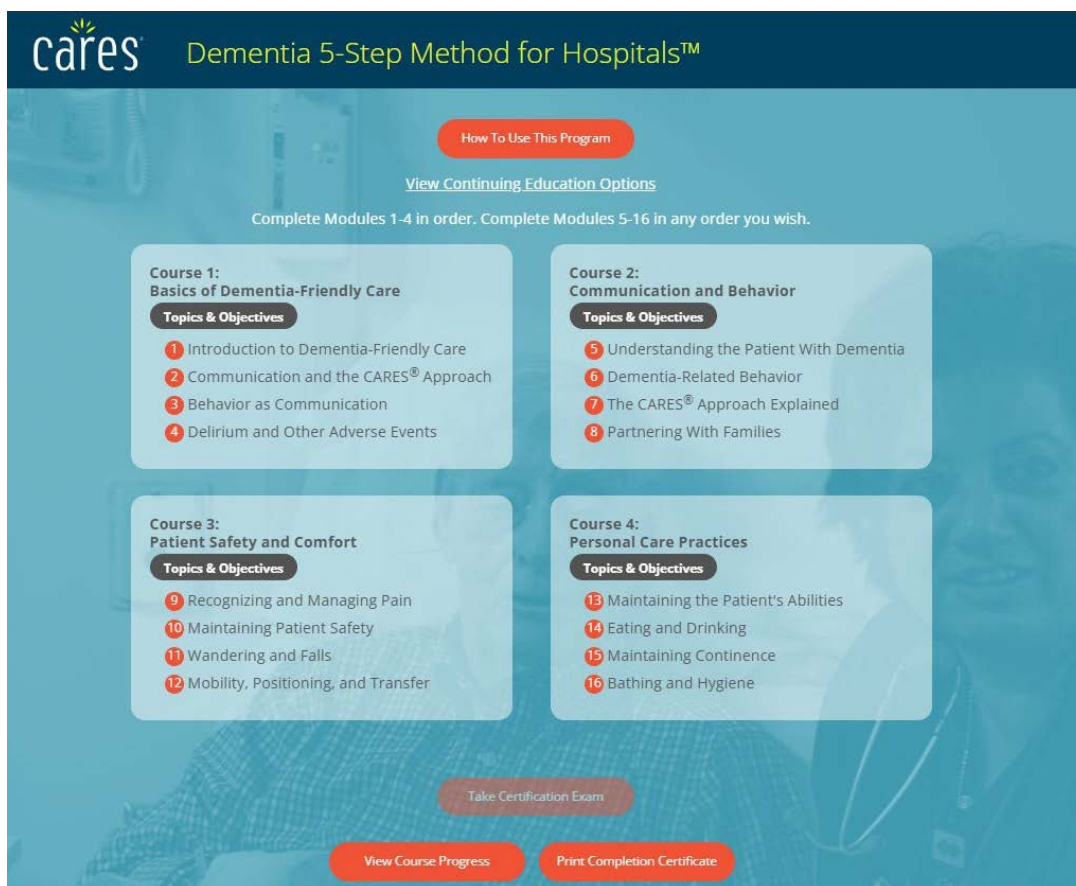 cares®
Dementia 5-Step Method for Hospitals™
How To Use This Program
View Continuing Education Options
Complete Modules 1-4 in order. Complete Modules 5-16 in any order you wish.
Course 1:
Basics of Dementia-Friendly Care
Topics & Objectives
1 Introduction to Dementia-Friendly Care
2 Communication and the CARES® Approach
3 Behavior as Communication
4 Delirium and Other Adverse Events
Course 2:
Communication and Behavior
Topics & Objectives
5 Understanding the Patient With Dementia
6 Dementia-Related Behavior
7 The CARES® Approach Explained
8 Partnering With Families
Course 3:
Patient Safety and Comfort
Topics & Objectives
9 Recognizing and Managing Pain
10 Maintaining Patient Safety
11 Wandering and Falls
12 Mobility, Positioning, and Transfer
Course 4:
Personal Care Practices
Topics & Objectives
13 Maintaining the Patient's Abilities
14 Eating and Drinking
15 Maintaining Continence
16 Bathing and Hygiene
Take Certification Exam
View Course Progress
Print Completion Certificate